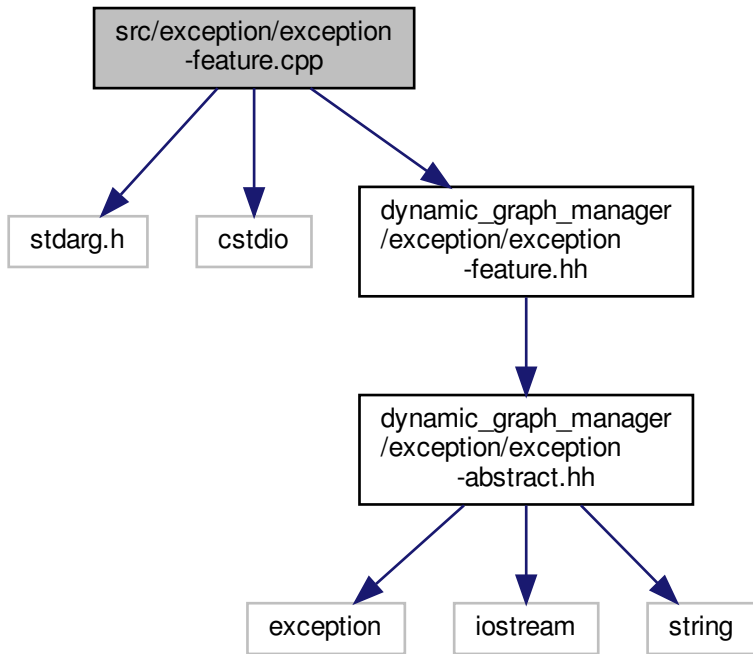 src/exception/exception
-feature.cpp
stdarg.h
cstdio
dynamic_graph_manager
/exception/exception
-feature.hh
dynamic_graph_manager
/exception/exception
-abstract.hh
exception
iostream
string